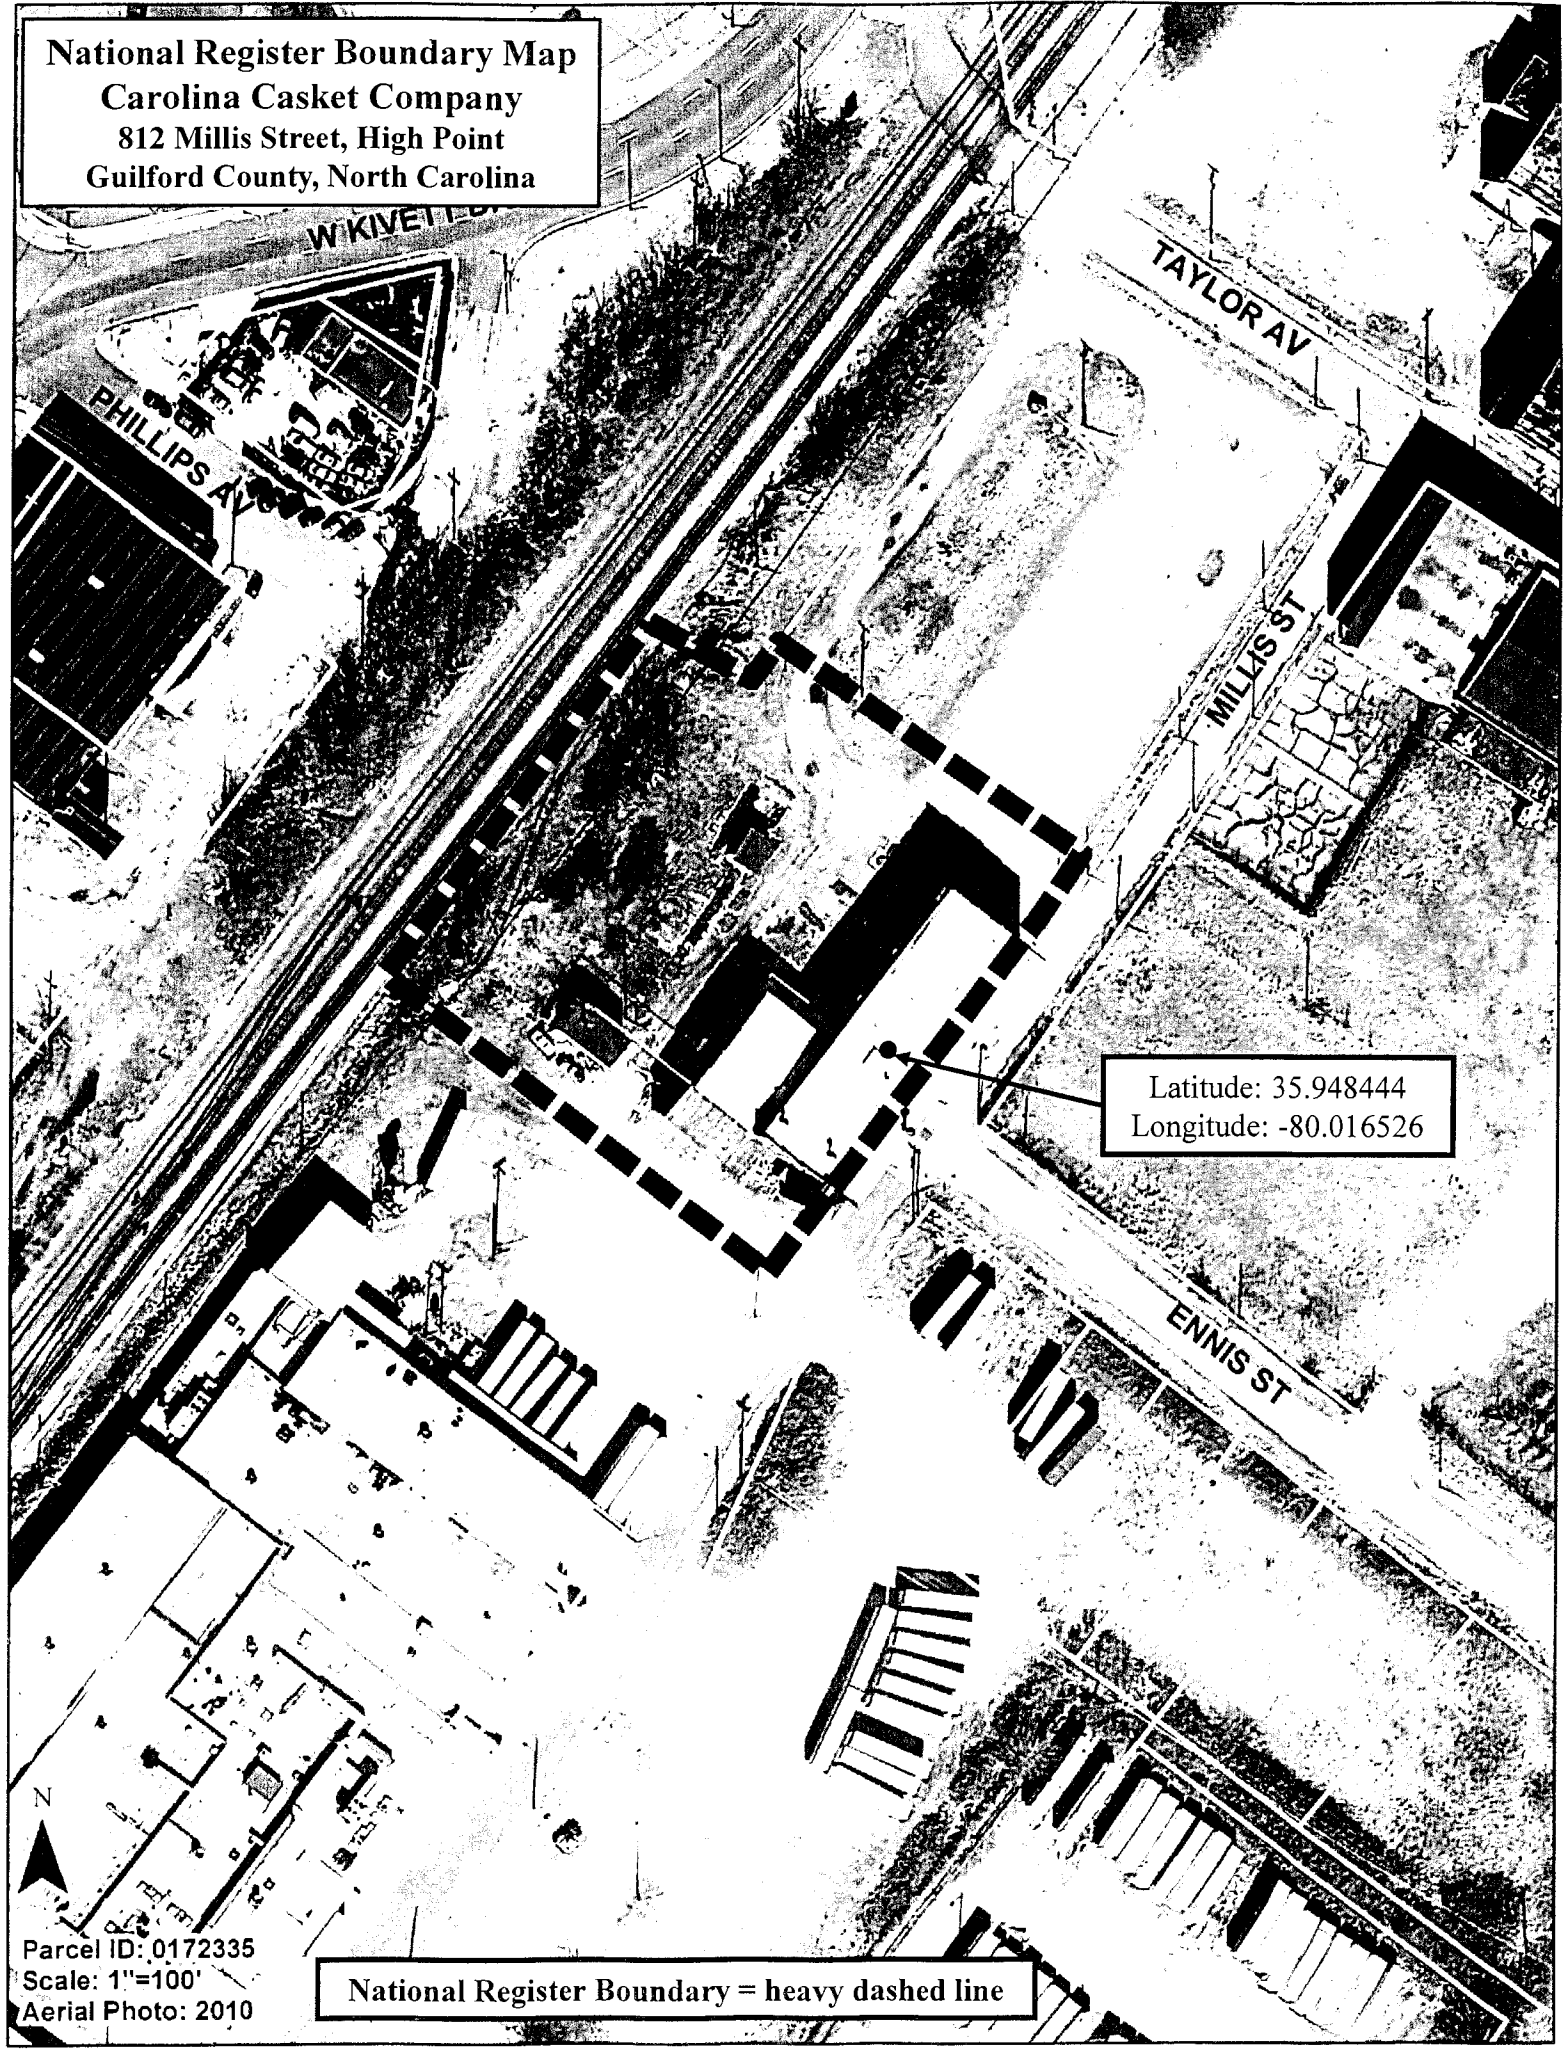 National Register Boundary Map
Carolina Casket Company
812 Millis Street, High Point
Guilford County, North Carolina
W KIVETT
TAYLOR AV
PHILLIPS AV
MILLIS ST
Latitude: 35.948444
Longitude: -80.016526
ENNIS ST
N
Parcel ID: 0172335
Scale: 1"=100'
Aerial Photo: 2010
National Register Boundary = heavy dashed line